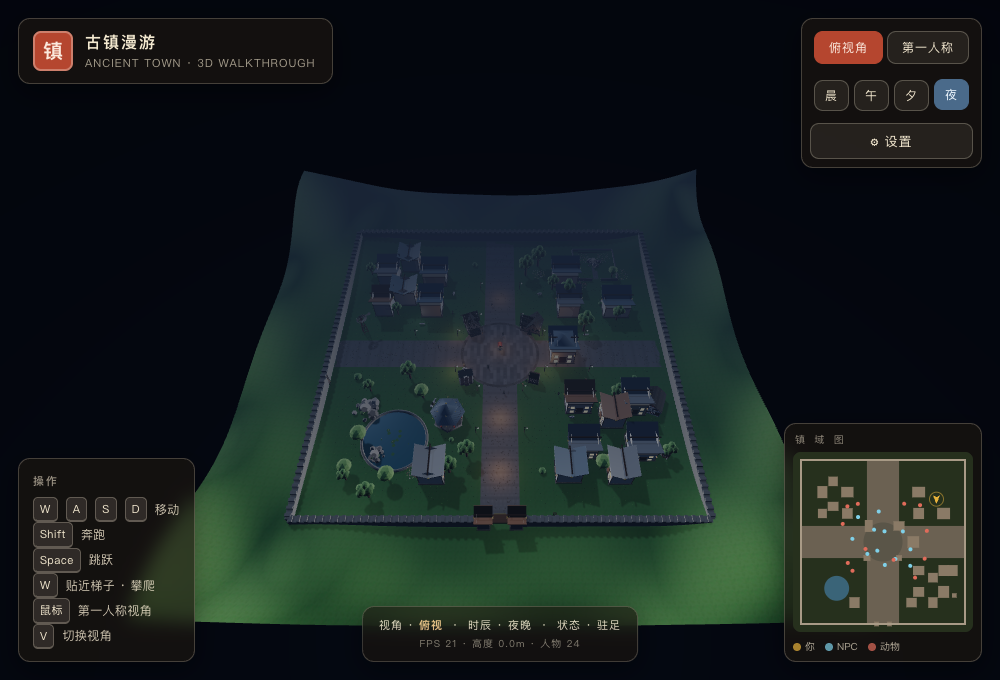 镇
古镇漫游
ANCIENT TOWN · 3D WALKTHROUGH
俯视角 第一人称
晨 午 夕 夜
⚙ 设置
操作
W A S D 移动
Shift 奔跑
Space 跳跃
W 贴近梯子 · 攀爬
鼠标 第一人称视角
V 切换视角
视角 · 俯视 · 时辰 · 夜晚 · 状态 · 驻足
FPS 21 · 高度 0.0m · 人物 24
镇域图
你 NPC 动物